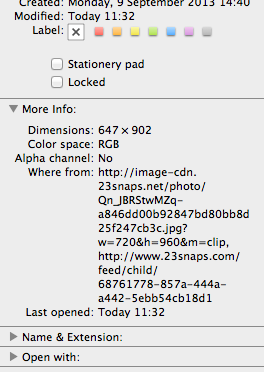 Created: Monday, 9 September 2013 14:40
Modified: Today 11:32
Label:
Stationery pad
Locked
More Info:
Dimensions: 647 × 902
Color space: RGB
Alpha channel: No
Where from: http://image-cdn.
23snaps.net/photo/
Qn_JBRStwMZq-
a846dd00b92847bd80bb8d
25f247cb3c.jpg?
w=720&h=960&m=clip,
http://www.23snaps.com/
feed/child/
68761778-857a-444a-
a442-5ebb54cb18d1
Last opened: Today 11:32
Name & Extension:
Open with: